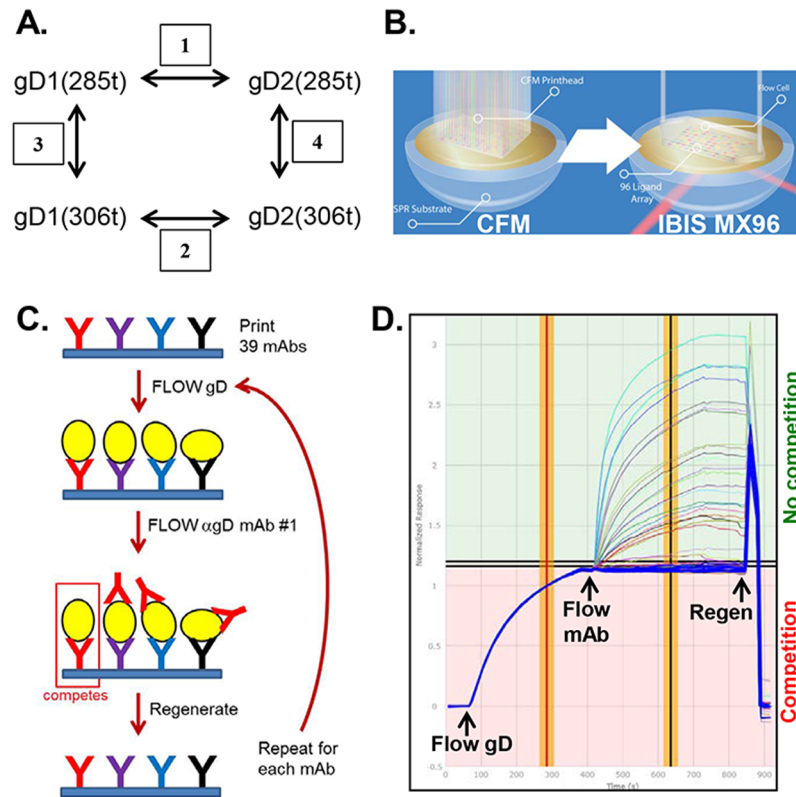 A.
1
gD1(285t)
gD2(285t)
3
4
gD1(306t)
gD2(306t)
2
B.
CFM Printhead
Flow Cell
SPR Substrate
96 Ligand
Array
CFM
IBIS MX96
C.
Print
39 mAbs
FLOW gD
FLOW αgD mAb #1
competes
Regenerate
Repeat for
each mAb
D.
3
2.5
2
1.5
1
0.5
0
-0.5
Normalized Response
Flow
mAb
Regen
Flow gD
0
100
200
300
400
500
600
700
800
900
Time (s)
No competition
Competition